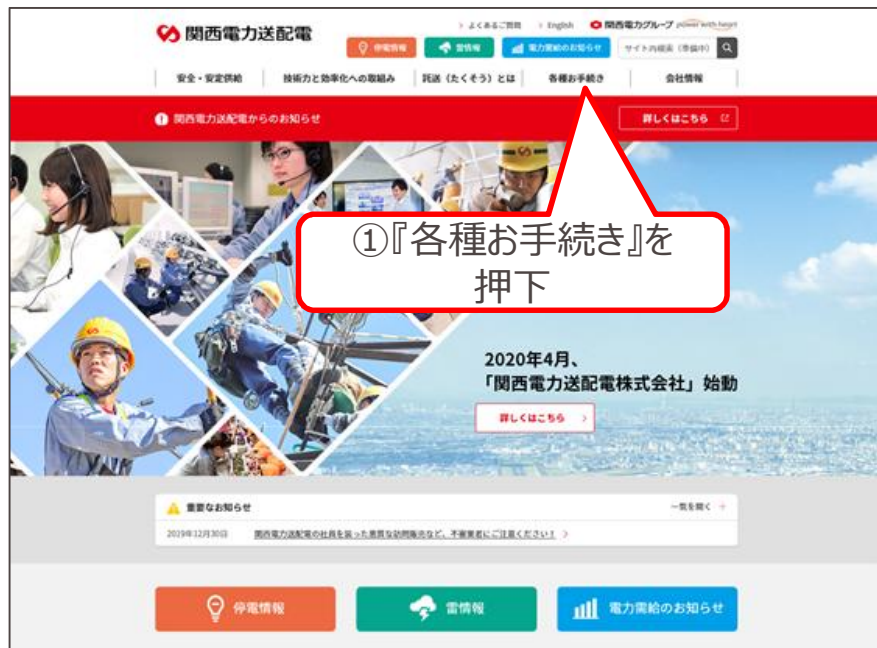 関西電力送配電
よくあるご質問
English
関西電力グループ power with heart
停電情報
雷情報
電力需給のお知らせ
サイト内検索（準備中）
安全・安定供給
技術力と効率化への取組み
託送（たくそう）とは
各種お手続き
会社情報
関西電力送配電からのお知らせ
詳しくはこちら
①『各種お手続き』を
押下
2020年4月、
「関西電力送配電株式会社」始動
詳しくはこちら
重要なお知らせ
一覧を開く
2019年12月30日 関西電力送配電の社員を装った悪質な訪問販売など、不審業者にご注意ください！
停電情報
雷情報
電力需給のお知らせ